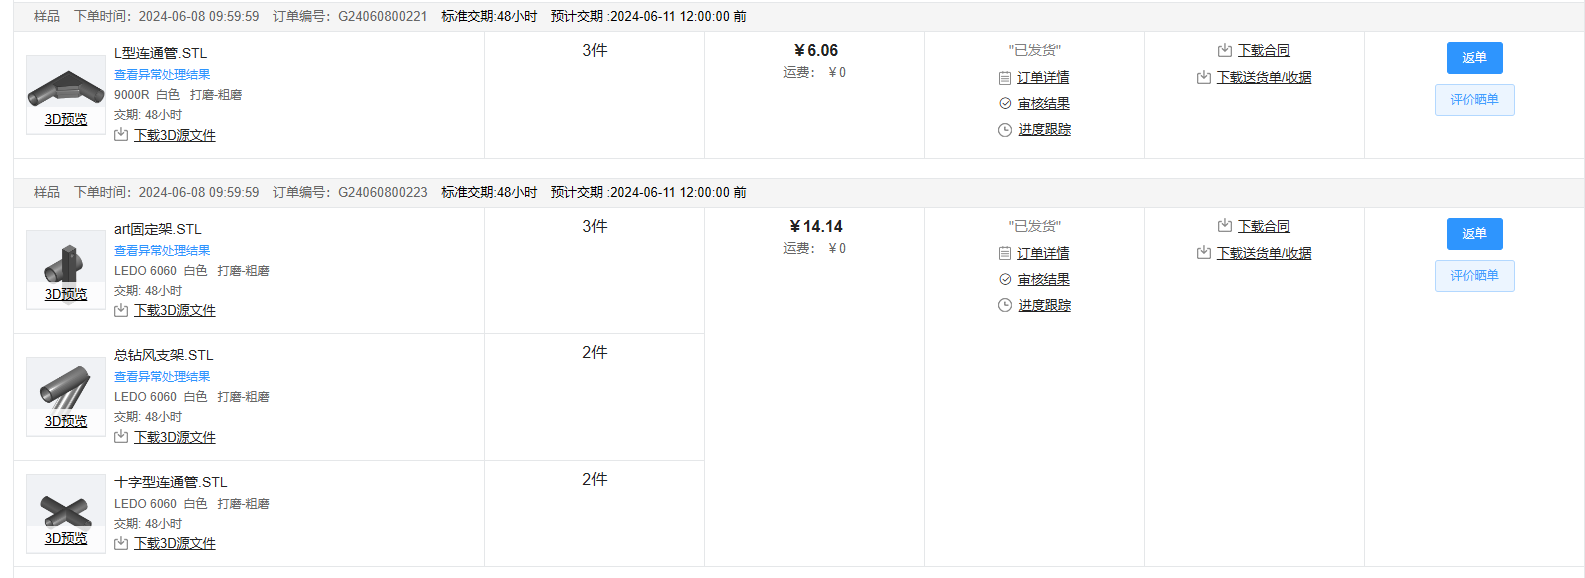 样品 下单时间：2024-06-08 09:59:59 订单编号：G24060800221 标准交期:48小时 预计交期 :2024-06-11 12:00:00 前
L型连通管.STL
查看异常处理结果
9000R 白色 打磨-粗磨
交期: 48小时
下载3D源文件
3D预览
3件
￥6.06
运费： ￥0
"已发货"
订单详情
审核结果
进度跟踪
下载合同
下载送货单/收据
返单
评价晒单
样品 下单时间：2024-06-08 09:59:59 订单编号：G24060800223 标准交期:48小时 预计交期 :2024-06-11 12:00:00 前
art固定架.STL
查看异常处理结果
LEDO 6060 白色 打磨-粗磨
交期: 48小时
下载3D源文件
3D预览
3件
￥14.14
运费： ￥0
"已发货"
订单详情
审核结果
进度跟踪
下载合同
下载送货单/收据
返单
评价晒单
总钻风支架.STL
查看异常处理结果
LEDO 6060 白色 打磨-粗磨
交期: 48小时
下载3D源文件
3D预览
2件
十字型连通管.STL
LEDO 6060 白色 打磨-粗磨
交期: 48小时
下载3D源文件
3D预览
2件